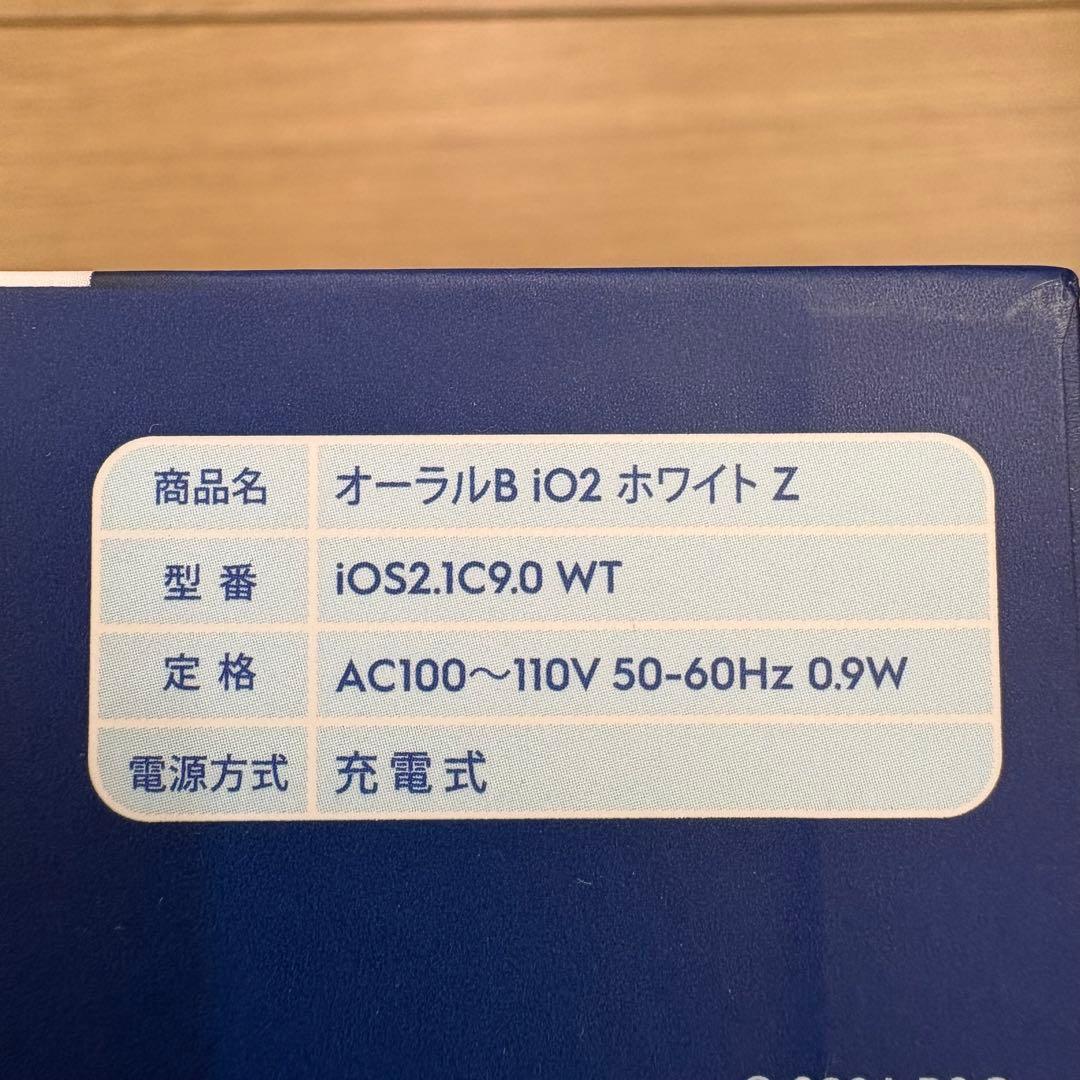 商品名 オーラルB iO2 ホワイト Z
型番 iOS2.1C9.0 WT
定格 AC100〜110V 50-60Hz 0.9W
電源方式 充電式